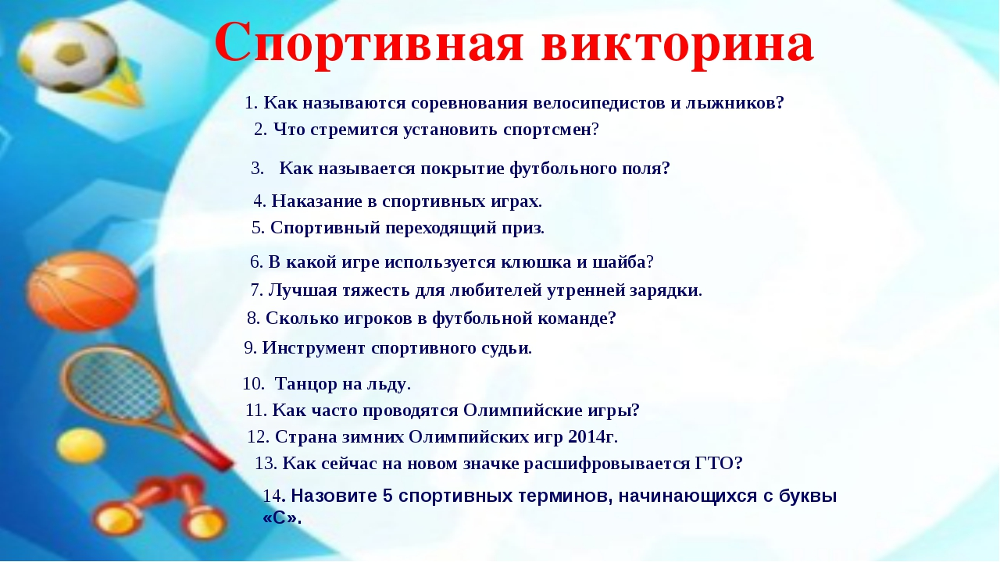 Спортивная викторина
1. Как называются соревнования велосипедистов и лыжников?
2. Что стремится установить спортсмен?
3. Как называется покрытие футбольного поля?
4. Наказание в спортивных играх.
5. Спортивный переходящий приз.
6. В какой игре используется клюшка и шайба?
7. Лучшая тяжесть для любителей утренней зарядки.
8. Сколько игроков в футбольной команде?
9. Инструмент спортивного судьи.
10. Танцор на льду.
11. Как часто проводятся Олимпийские игры?
12. Страна зимних Олимпийских игр 2014г.
13. Как сейчас на новом значке расшифровывается ГТО?
14. Назовите 5 спортивных терминов, начинающихся с буквы
«С».